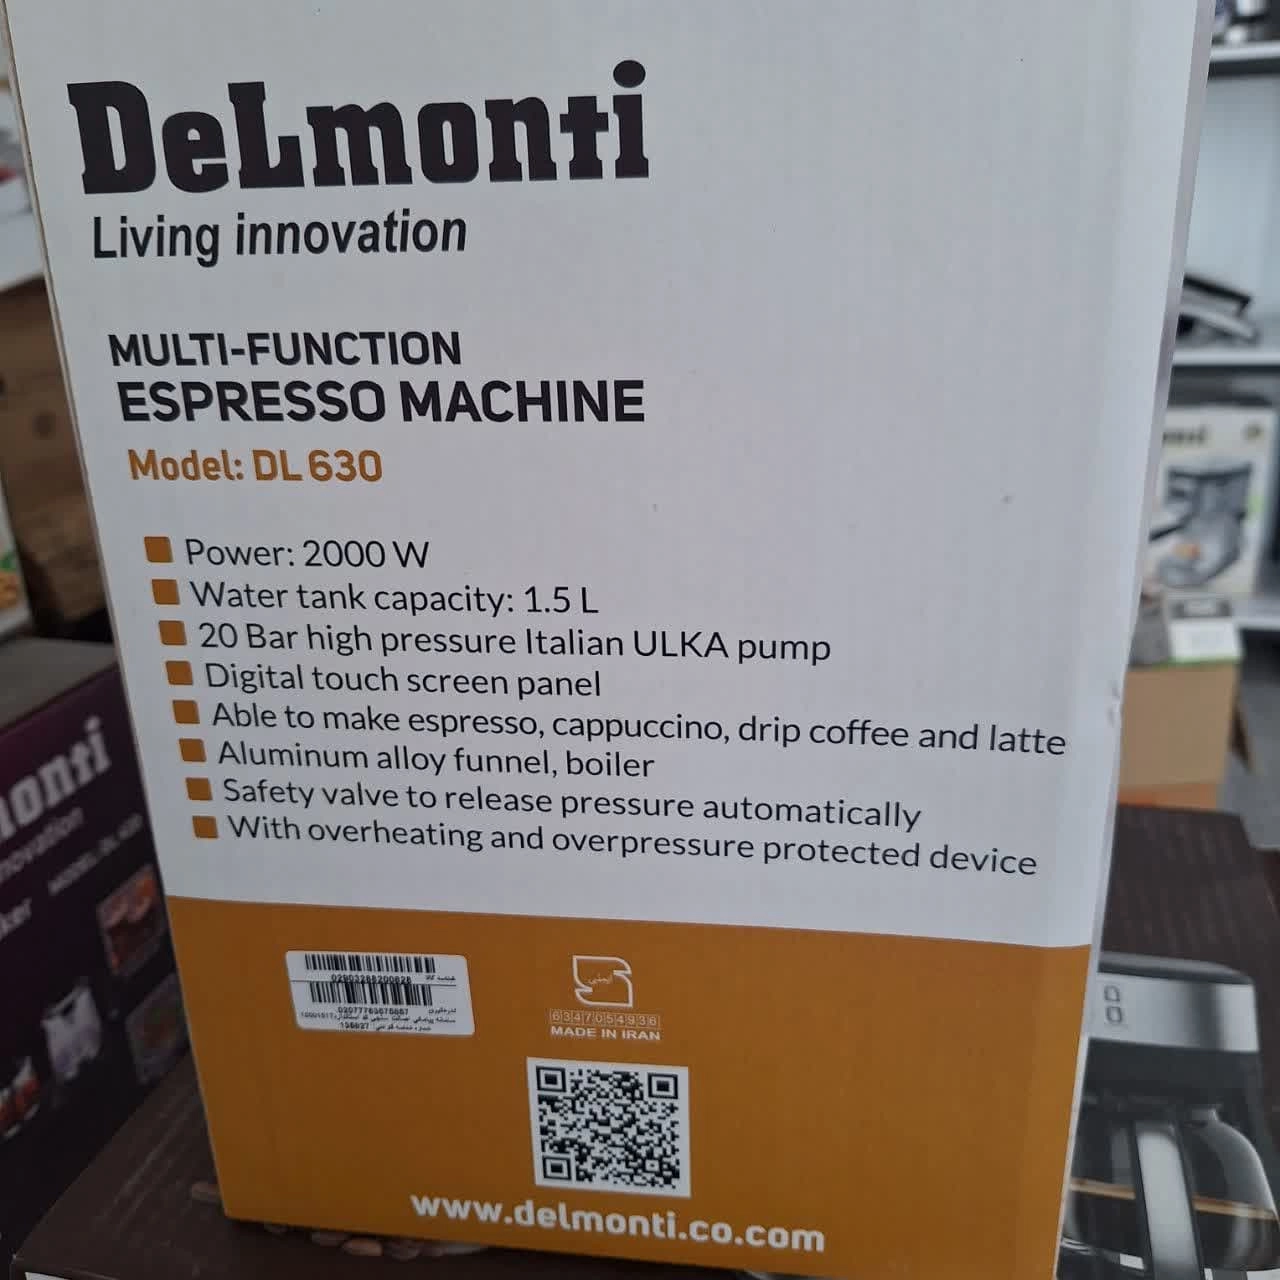 DeLmonti
Living innovation
MULTI-FUNCTION
ESPRESSO MACHINE
Model: DL 630
Power: 2000 W
Water tank capacity: 1.5 L
20 Bar high pressure Italian ULKA pump
Digital touch screen panel
Able to make espresso, cappuccino, drip coffee and latte
Aluminum alloy funnel, boiler
Safety valve to release pressure automatically
With overheating and overpressure protected device
شناسه کالا
ایمنی
6347054936
MADE IN IRAN
www.delmonti.co.com